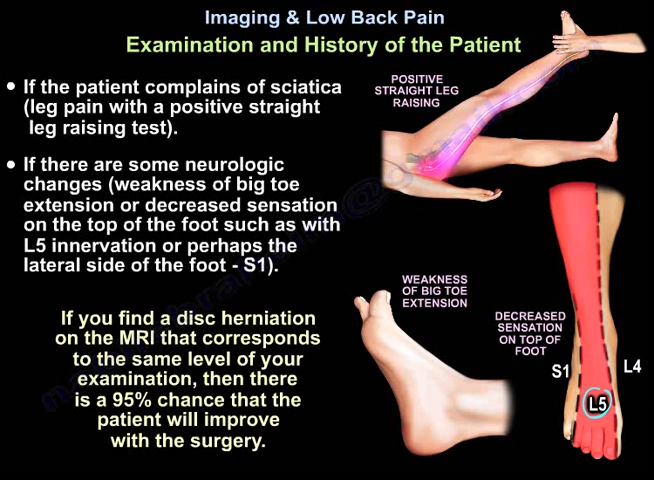 Imaging & Low Back Pain
Examination and History of the Patient
• If the patient complains of sciatica
(leg pain with a positive straight
leg raising test).
• If there are some neurologic
changes (weakness of big toe
extension or decreased sensation
on the top of the foot such as with
L5 innervation or perhaps the
lateral side of the foot - S1).
If you find a disc herniation
on the MRI that corresponds
to the same level of your
examination, then there
is a 95% chance that the
patient will improve
with the surgery.
POSITIVE
STRAIGHT LEG
RAISING
WEAKNESS
OF BIG TOE
EXTENSION
DECREASED
SENSATION
ON TOP OF
FOOT
S1
L4
L5